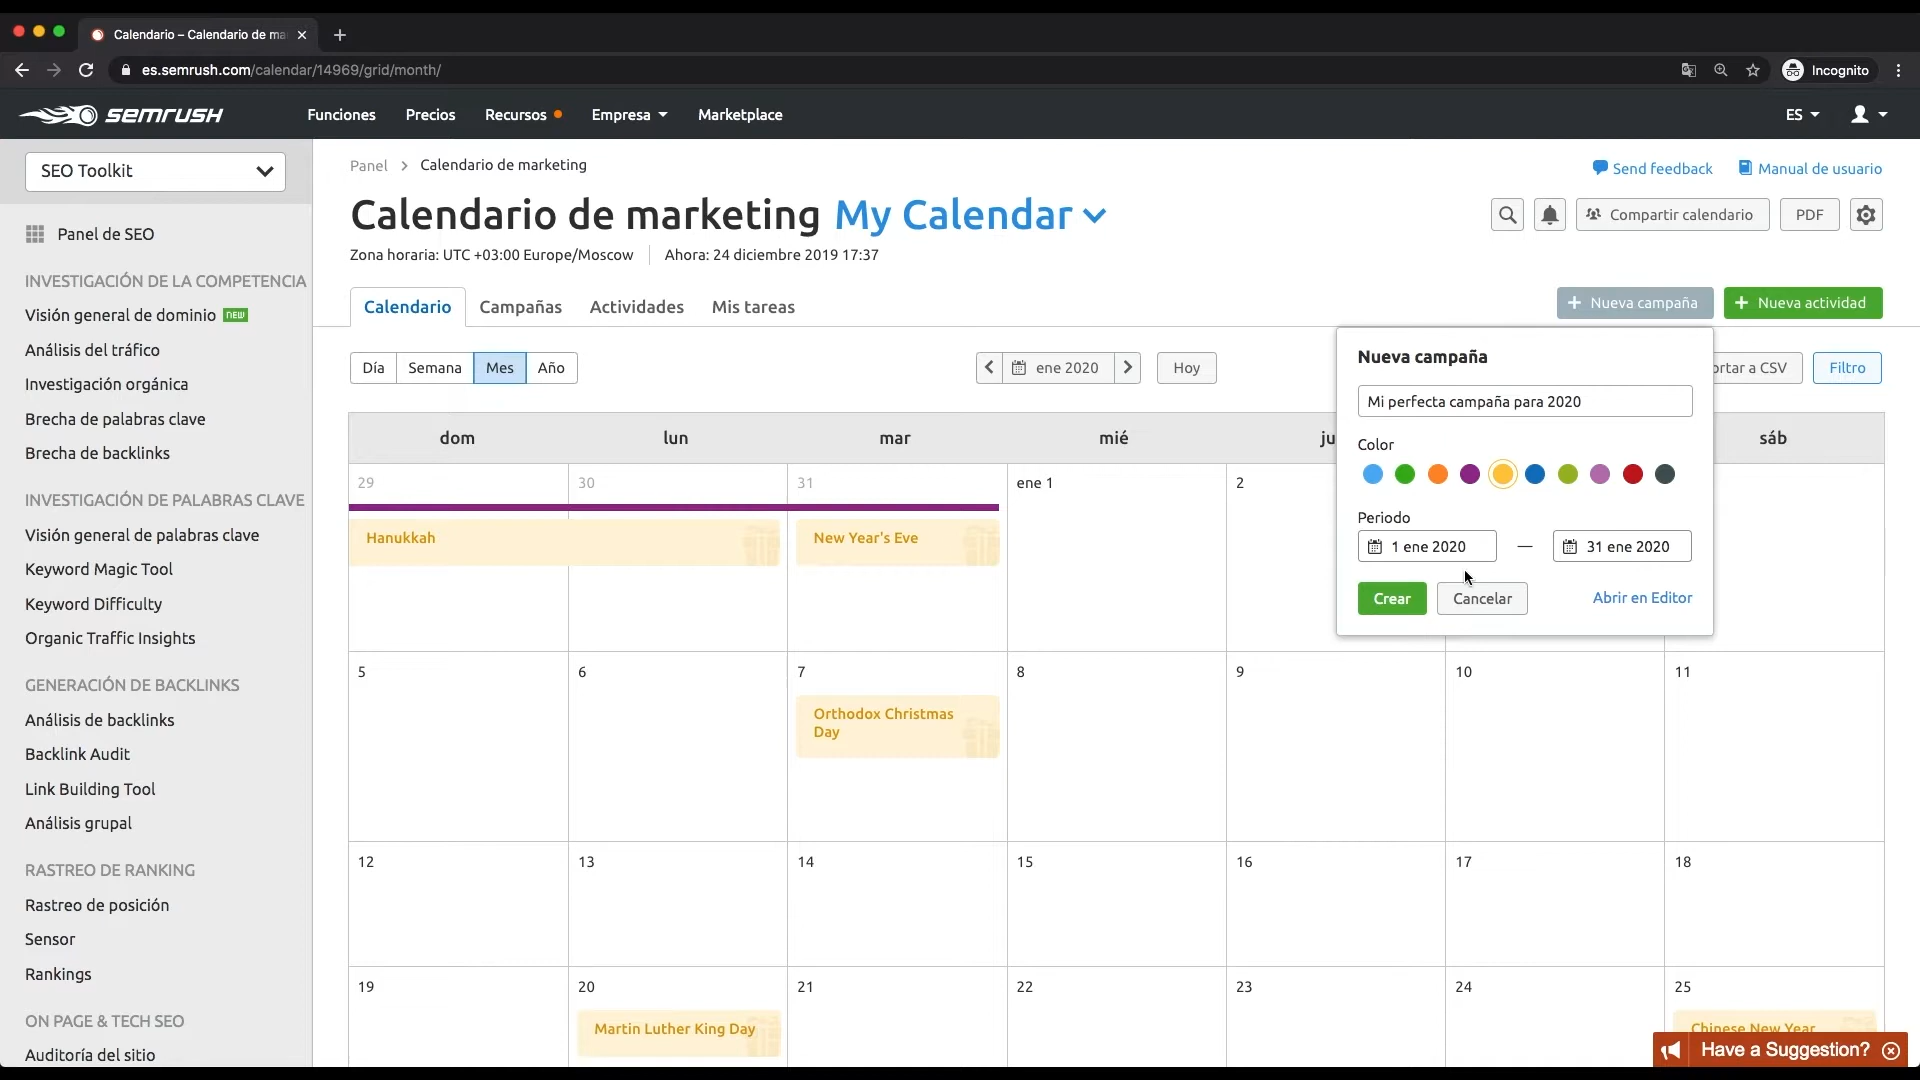 Calendario – Calendario de ma
es.semrush.com/calendar/14969/grid/month/
Incognito
SEMRUSH
Funciones
Precios
Recursos
Empresa
Marketplace
ES
SEO Toolkit
Panel de SEO
INVESTIGACIÓN DE LA COMPETENCIA
Visión general de dominio NEW
Análisis del tráfico
Investigación orgánica
Brecha de palabras clave
Brecha de backlinks
INVESTIGACIÓN DE PALABRAS CLAVE
Visión general de palabras clave
Keyword Magic Tool
Keyword Difficulty
Organic Traffic Insights
GENERACIÓN DE BACKLINKS
Análisis de backlinks
Backlink Audit
Link Building Tool
Análisis grupal
RASTREO DE RANKING
Rastreo de posición
Sensor
Rankings
ON PAGE & TECH SEO
Auditoría del sitio
Panel > Calendario de marketing
Send feedback
Manual de usuario
Calendario de marketing My Calendar
Compartir calendario
PDF
Zona horaria: UTC +03:00 Europe/Moscow
Ahora: 24 diciembre 2019 17:37
Calendario
Campañas
Actividades
Mis tareas
+ Nueva campaña
+ Nueva actividad
Día
Semana
Mes
Año
ene 2020
Hoy
ortar a CSV
Filtro
Nueva campaña
Mi perfecta campaña para 2020
Color
Periodo
1 ene 2020 — 31 ene 2020
Crear
Cancelar
Abrir en Editor
dom
lun
mar
mié
ju
sáb
29
30
31
ene 1
2
Hanukkah
New Year's Eve
5
6
7
8
9
10
11
Orthodox Christmas
Day
12
13
14
15
16
17
18
19
20
21
22
23
24
25
Martin Luther King Day
Chinese New Year
Have a Suggestion?